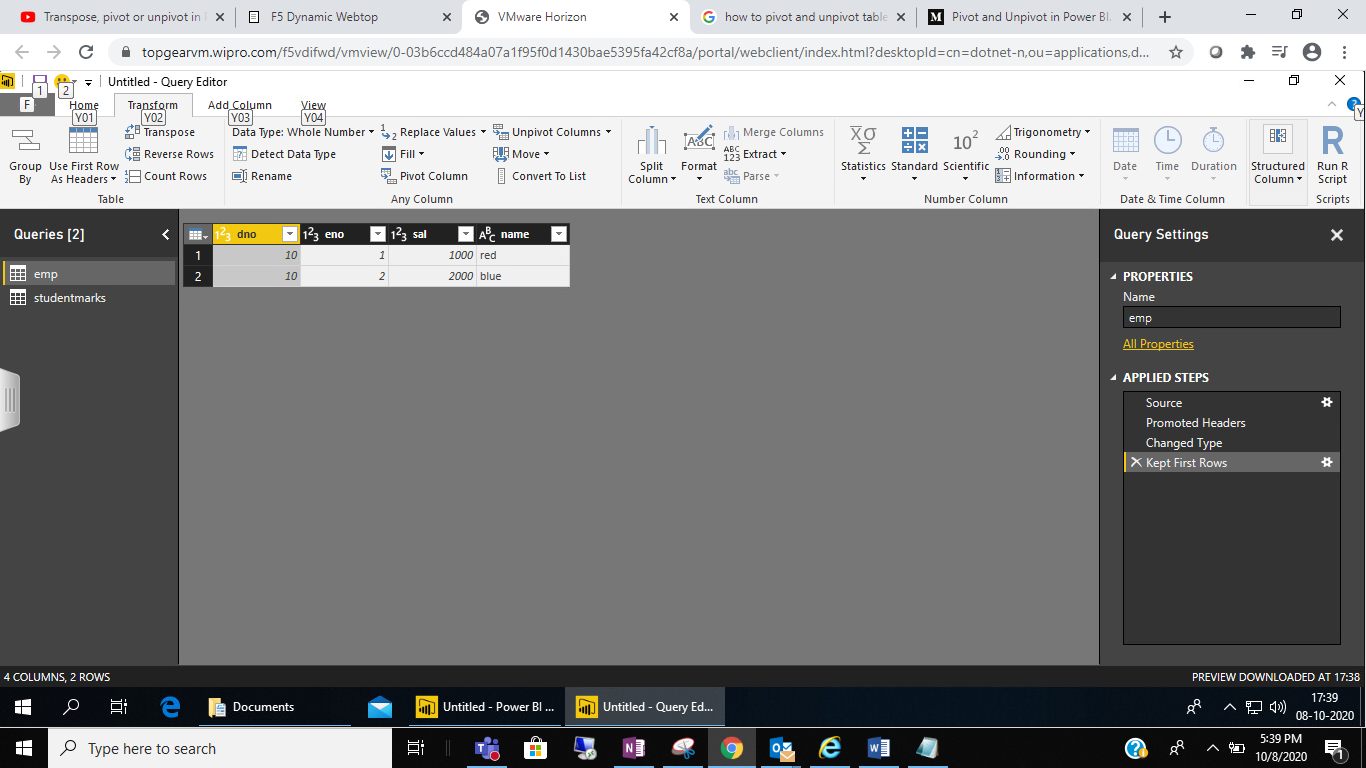 Transpose, pivot or unpivot in
F5 Dynamic Webtop
VMware Horizon
how to pivot and unpivot table
Pivot and Unpivot in Power BI.
topgearvm.wipro.com/f5vdifwd/vmview/0-03b6ccd484a07a1f95f0d1430bae5395fa42cf8a/portal/webclient/index.html?desktopId=cn=dotnet-n,ou=applications,d...
1
2
Untitled - Query Editor
F
Home
Transform
Add Column
View
Y01
Y02
Y03
Y04
Y
Group By
Use First Row As Headers
Transpose
Reverse Rows
Count Rows
Table
Data Type: Whole Number
Detect Data Type
Rename
Replace Values
Fill
Pivot Column
Unpivot Columns
Move
Convert To List
Any Column
Split Column
Format
Merge Columns
Extract
Parse
Text Column
Statistics
Standard
Scientific
Trigonometry
Rounding
Information
Number Column
Date
Time
Duration
Date & Time Column
Structured Column
Run R Script
Scripts
Queries [2]
emp
studentmarks
dno eno sal name
1 10 1 1000 red
2 10 2 2000 blue
Query Settings
PROPERTIES
Name
emp
All Properties
APPLIED STEPS
Source
Promoted Headers
Changed Type
Kept First Rows
4 COLUMNS, 2 ROWS
PREVIEW DOWNLOADED AT 17:38
Documents
Untitled - Power BI ...
Untitled - Query Ed...
17:39
08-10-2020
Type here to search
5:39 PM
10/8/2020
1